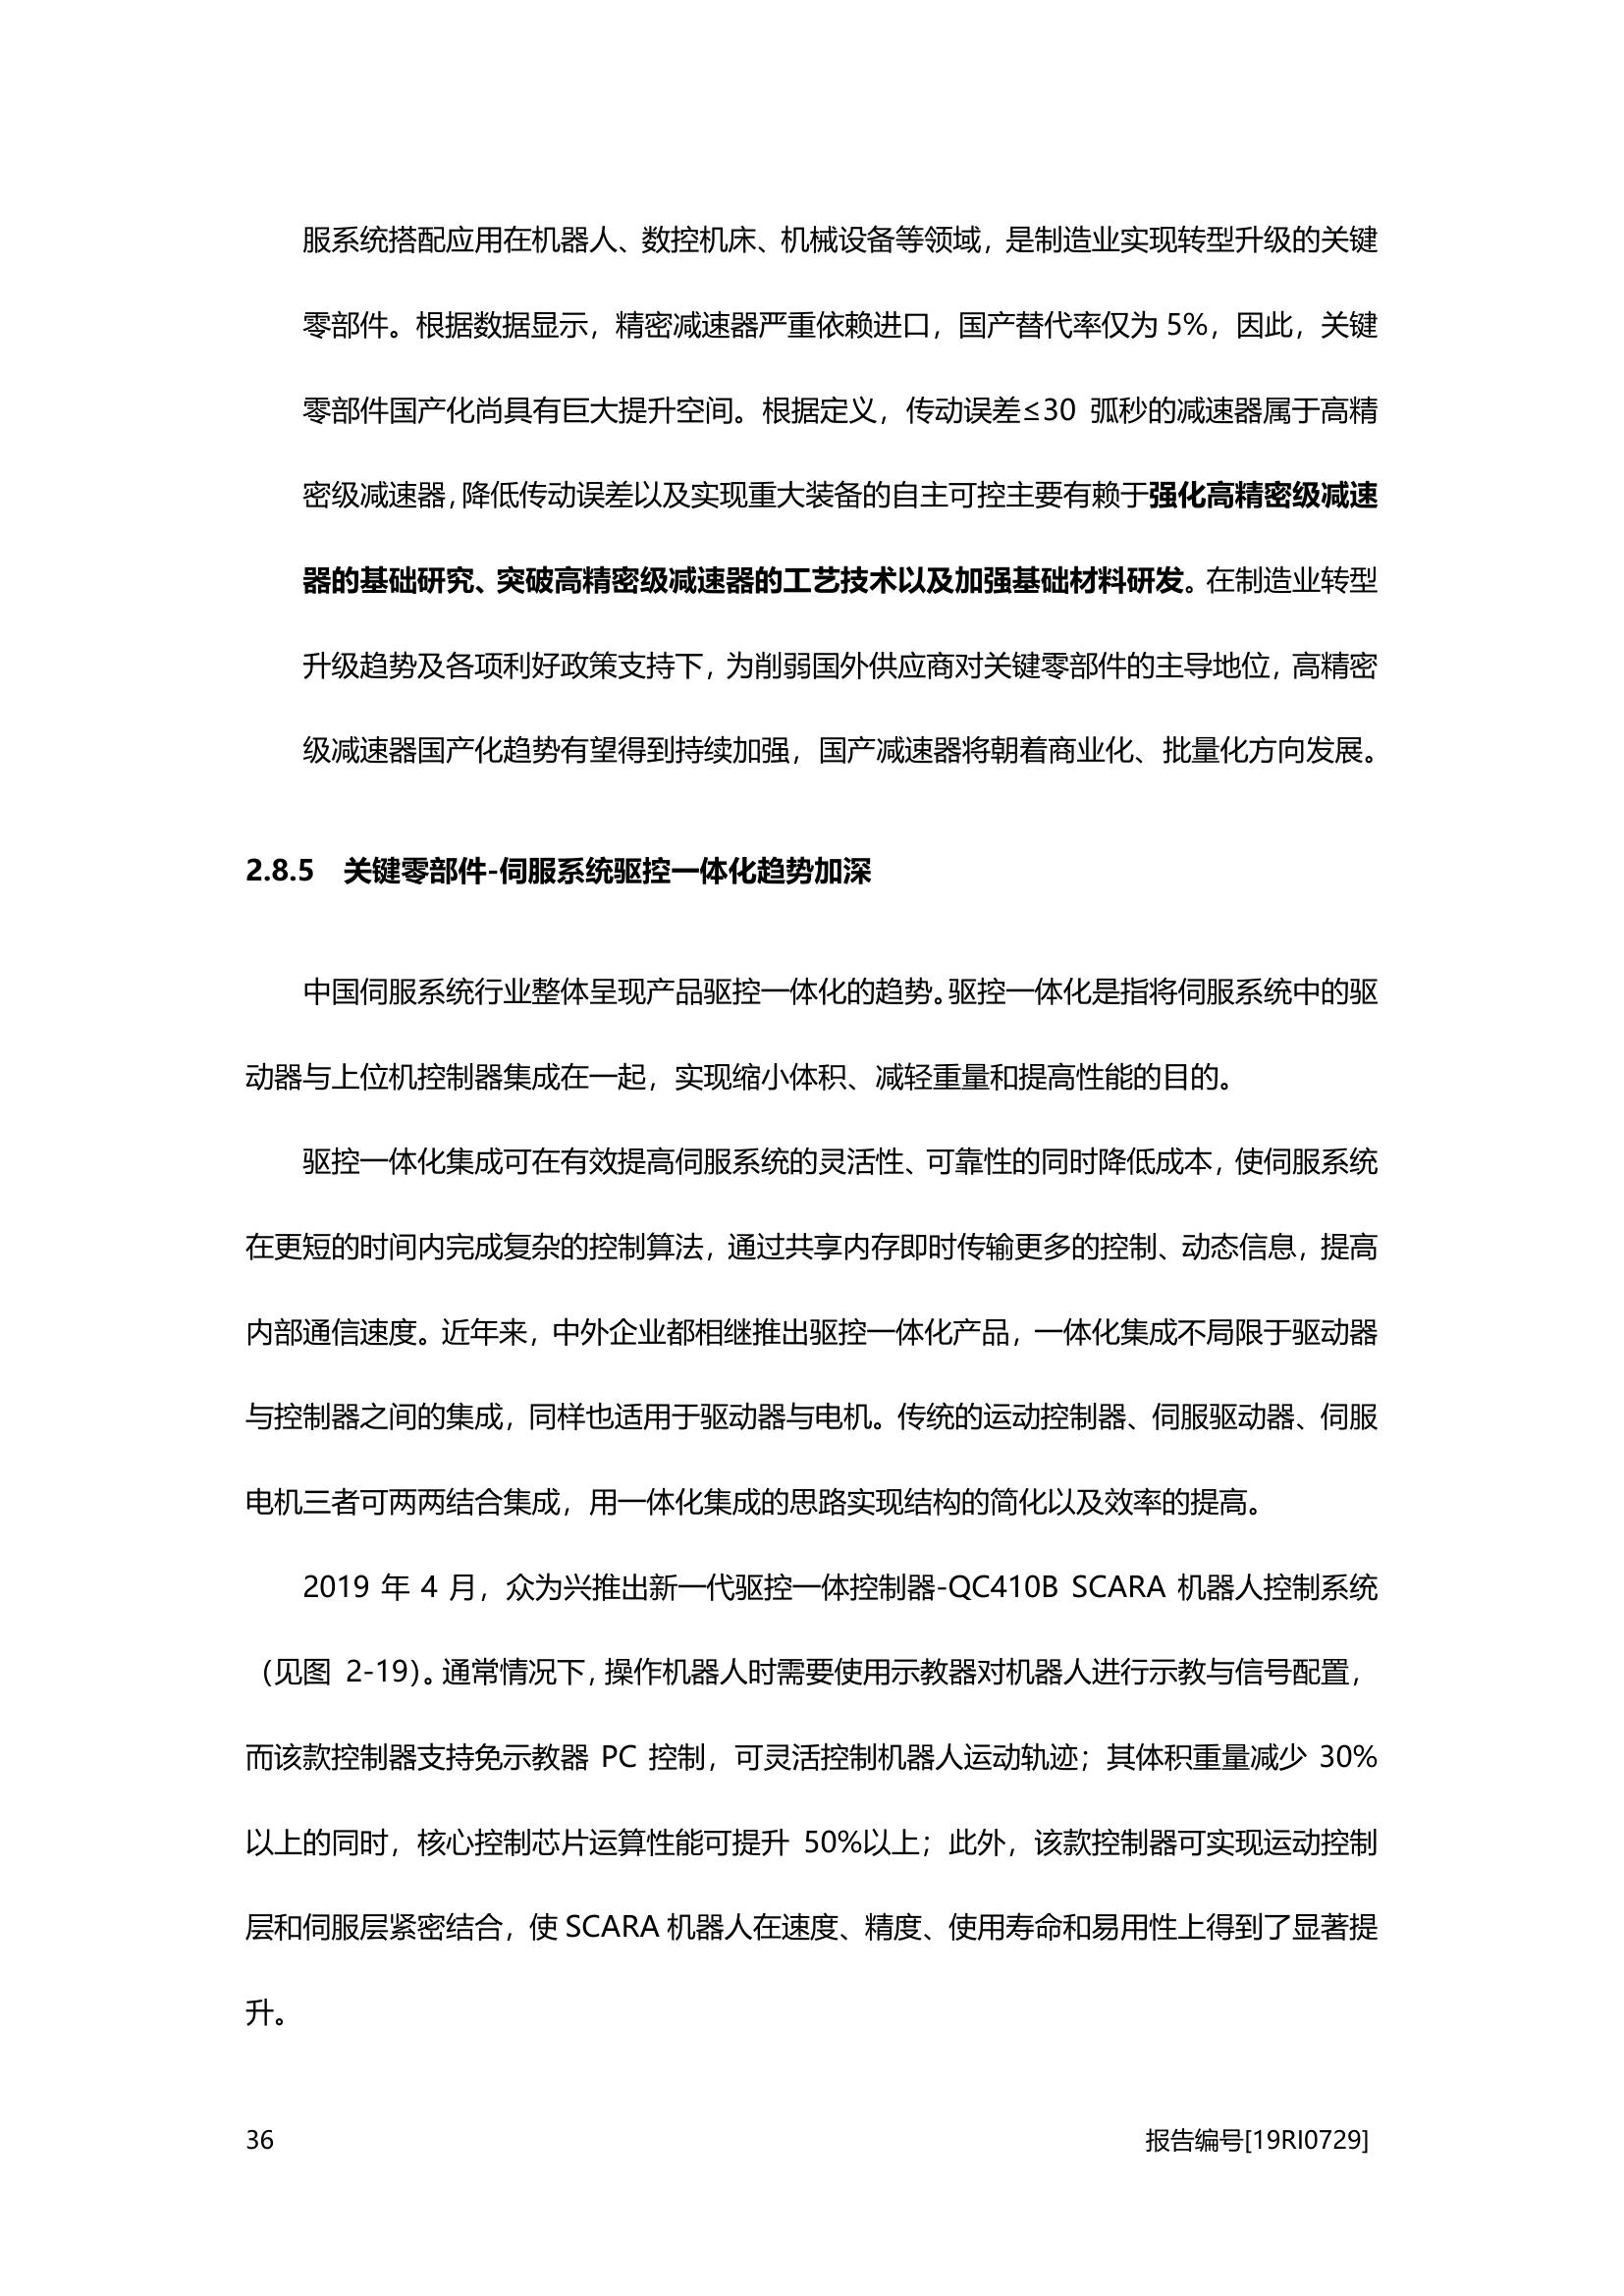 服系统搭配应用在机器人、数控机床、机械设备等领域，是制造业实现转型升级的关键
零部件。根据数据显示，精密减速器严重依赖进口，国产替代率仅为 5%，因此，关键
零部件国产化尚具有巨大提升空间。根据定义，传动误差≤30 弧秒的减速器属于高精
密级减速器，降低传动误差以及实现重大装备的自主可控主要有赖于强化高精密级减速
器的基础研究、突破高精密级减速器的工艺技术以及加强基础材料研发。在制造业转型
升级趋势及各项利好政策支持下，为削弱国外供应商对关键零部件的主导地位，高精密
级减速器国产化趋势有望得到持续加强，国产减速器将朝着商业化、批量化方向发展。
2.8.5 关键零部件-伺服系统驱控一体化趋势加深
中国伺服系统行业整体呈现产品驱控一体化的趋势。驱控一体化是指将伺服系统中的驱
动器与上位机控制器集成在一起，实现缩小体积、减轻重量和提高性能的目的。
驱控一体化集成可在有效提高伺服系统的灵活性、可靠性的同时降低成本，使伺服系统
在更短的时间内完成复杂的控制算法，通过共享内存即时传输更多的控制、动态信息，提高
内部通信速度。近年来，中外企业都相继推出驱控一体化产品，一体化集成不局限于驱动器
与控制器之间的集成，同样也适用于驱动器与电机。传统的运动控制器、伺服驱动器、伺服
电机三者可两两结合集成，用一体化集成的思路实现结构的简化以及效率的提高。
2019 年 4 月，众为兴推出新一代驱控一体控制器-QC410B SCARA 机器人控制系统
（见图 2-19）。通常情况下，操作机器人时需要使用示教器对机器人进行示教与信号配置，
而该款控制器支持免示教器 PC 控制，可灵活控制机器人运动轨迹；其体积重量减少 30%
以上的同时，核心控制芯片运算性能可提升 50%以上；此外，该款控制器可实现运动控制
层和伺服层紧密结合，使 SCARA 机器人在速度、精度、使用寿命和易用性上得到了显著提
升。
36 报告编号[19RI0729]